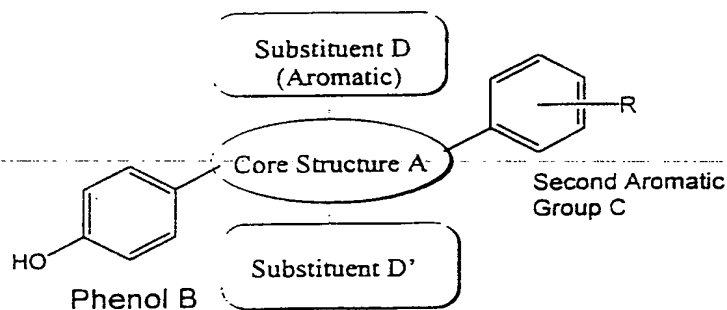 Substituent D
(Aromatic)
R
Core Structure A
Second Aromatic
Group C
HO
Substituent D'
Phenol B